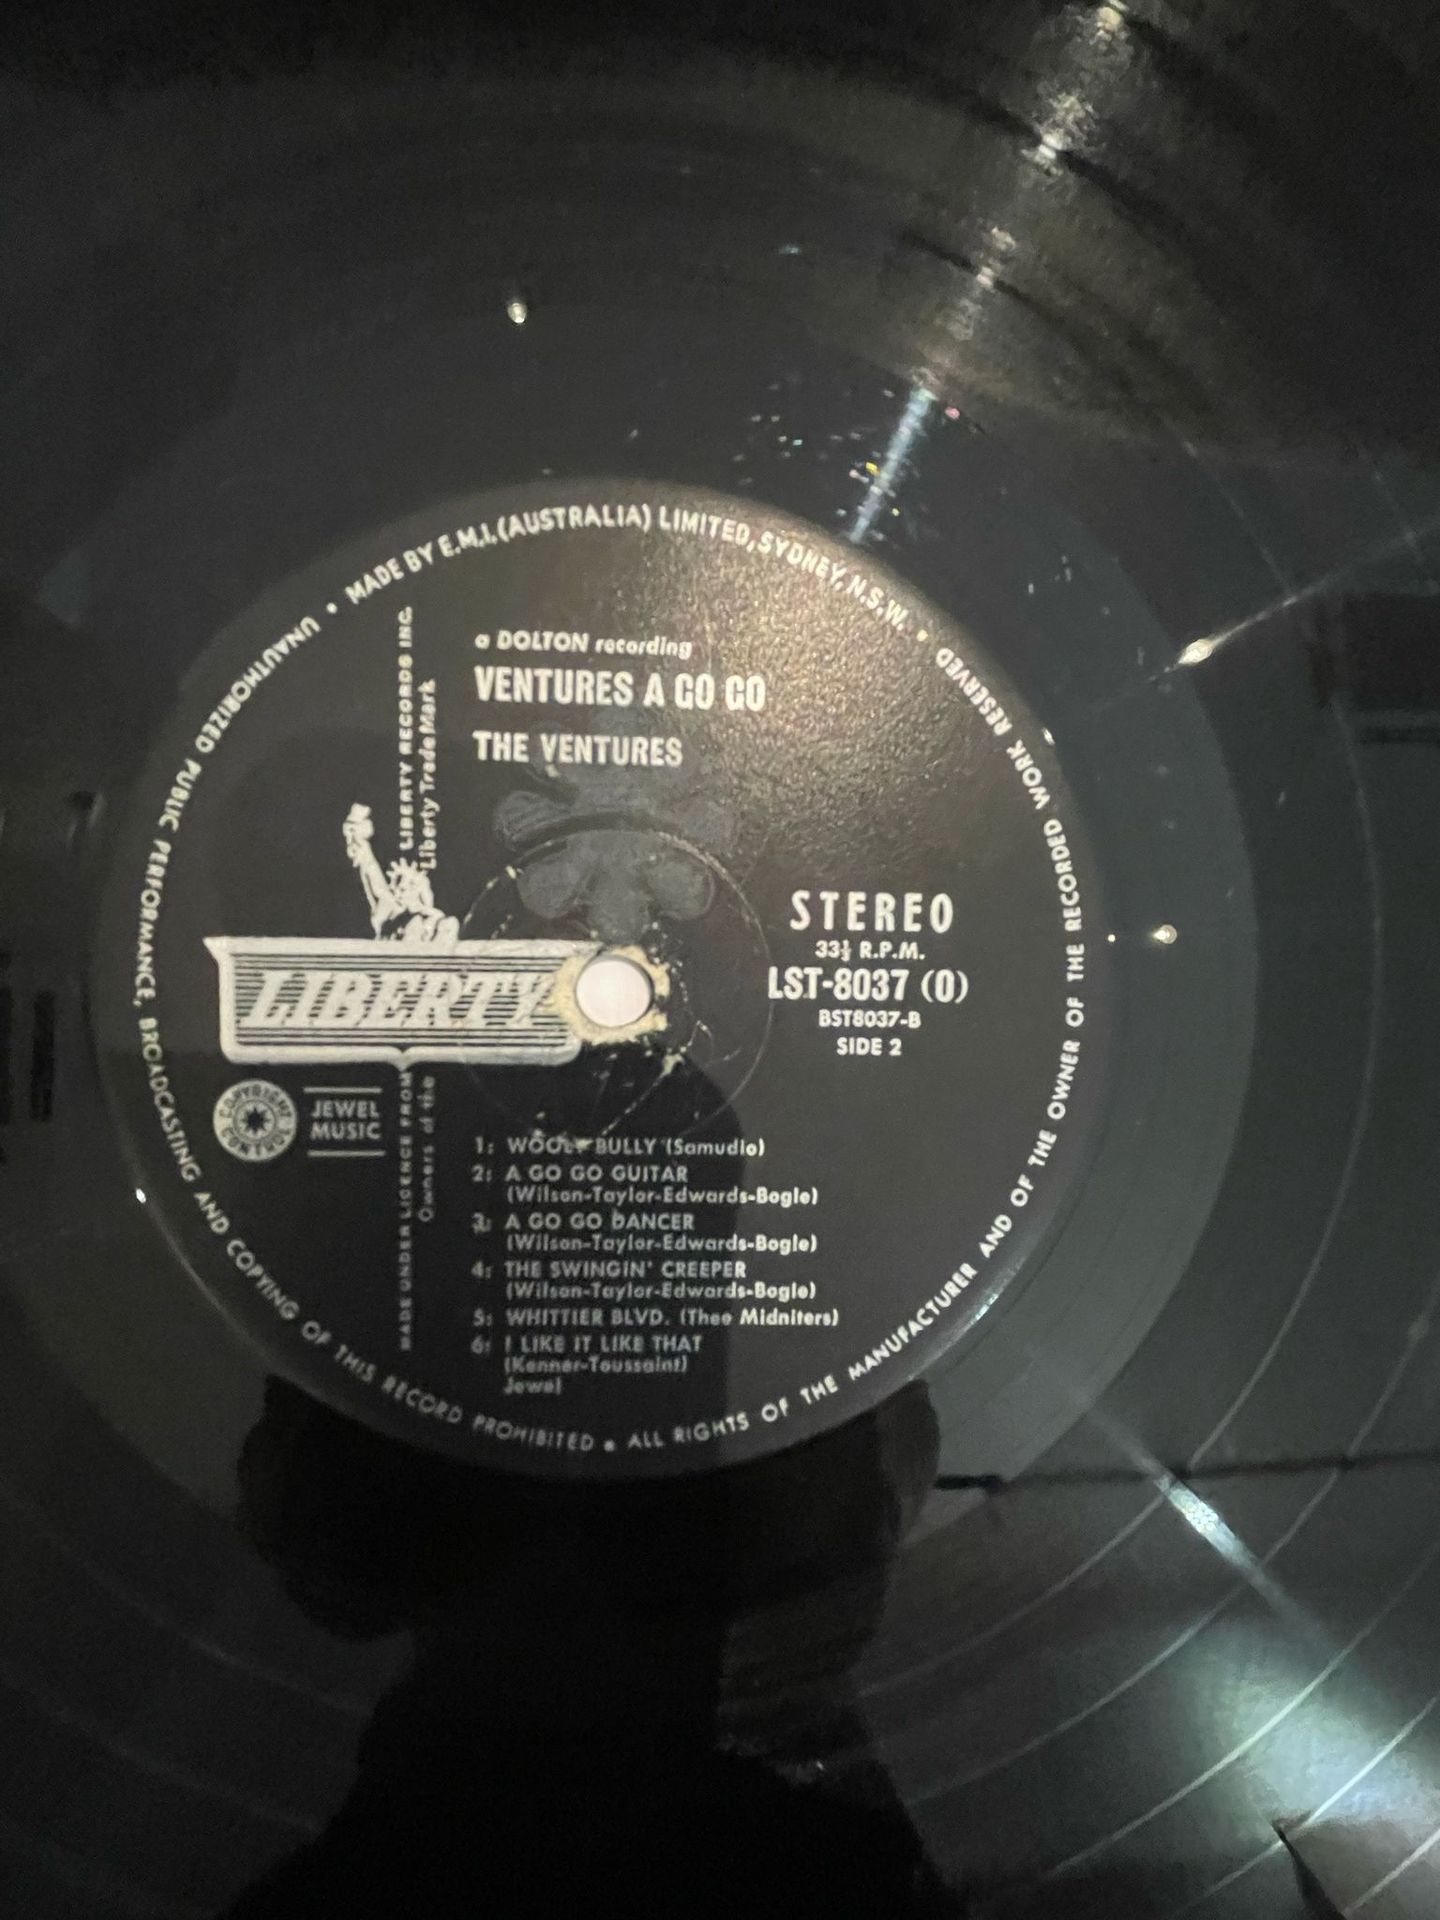 MADE BY E.M.I. (AUSTRALIA) LIMITED, SYDNEY, N.S.W. •
UNAUTHORIZED PUBLIC PERFORMANCE, BROADCASTING AND COPYING OF THIS RECORD PROHIBITED • ALL RIGHTS OF THE MANUFACTURER AND OF THE OWNER OF THE RECORDED WORK RESERVED •
a DOLTON recording
VENTURES A GO GO
THE VENTURES
LIBERTY RECORDS INC.
Liberty Trade Mark
MADE UNDER LICENCE FROM
Owners of the
LIBERTY
STEREO
33⅓ R.P.M.
LST-8037 (O)
BST8037-B
SIDE 2
COPYRIGHT CONTROL
JEWEL
MUSIC
1: WOOLY BULLY (Samudio)
2: A GO GO GUITAR
(Wilson-Taylor-Edwards-Bogle)
3: A GO GO DANCER
(Wilson-Taylor-Edwards-Bogle)
4: THE SWINGIN' CREEPER
(Wilson-Taylor-Edwards-Bogle)
5: WHITTIER BLVD. (Thee Midniters)
6: I LIKE IT LIKE THAT
(Kenner-Toussaint)
Jewel